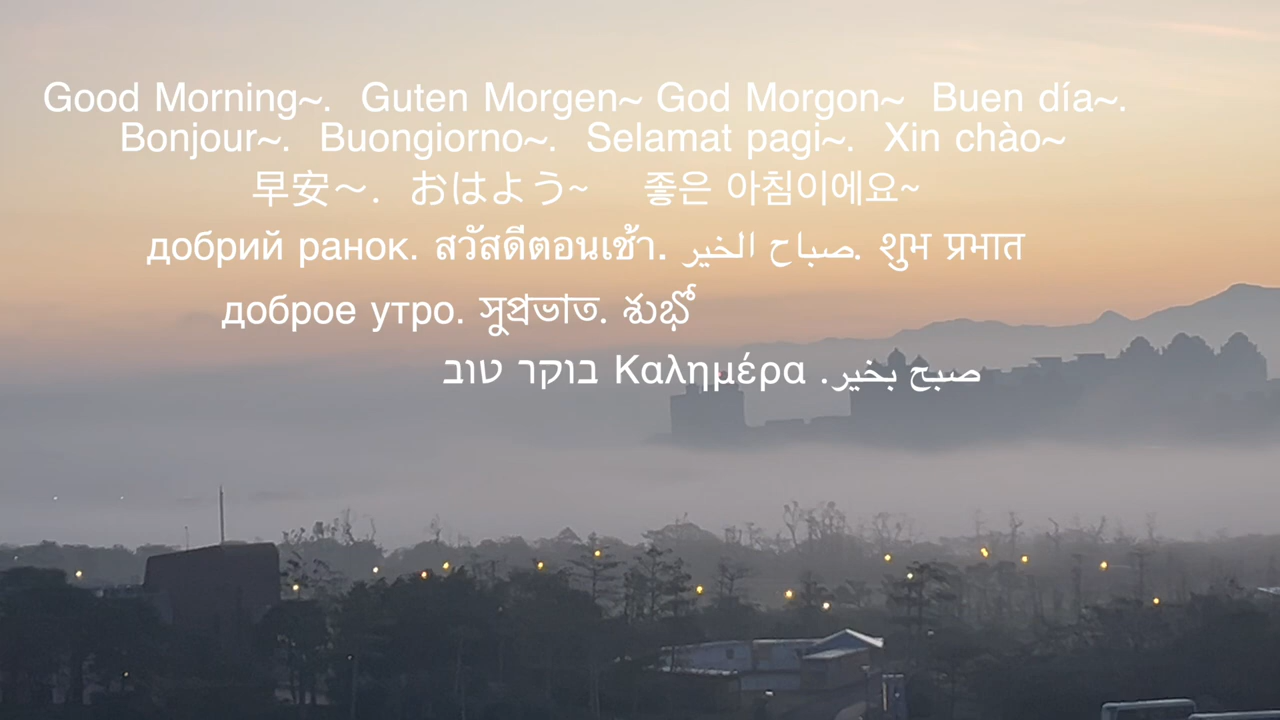 Good Morning~. Guten Morgen~ God Morgon~ Buen día~.
Bonjour~. Buongiorno~. Selamat pagi~. Xin chào~
早安～. おはよう~ 좋은 아침이에요~
добрий ранок. สวัสดีตอนเช้า. صباح الخير. શુભ પ્રભાત
доброе утро. সুপ্রভাত. శుభో
בוקר טוב Καλημέρα .صبح بخیر